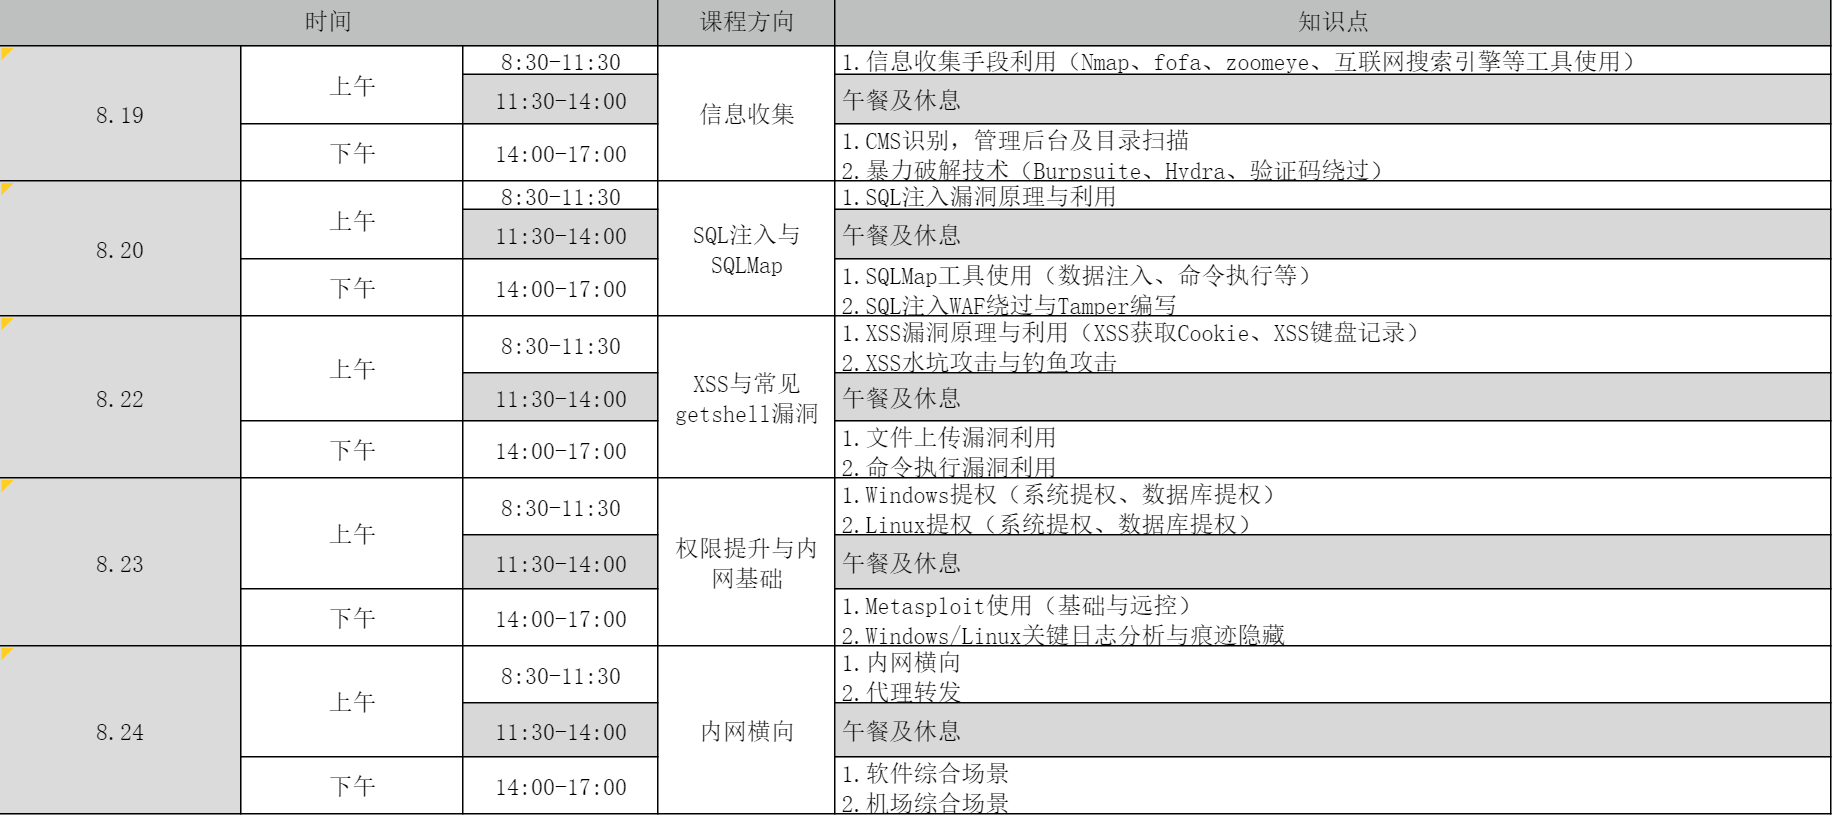 时间 课程方向 知识点
8.19 上午 8:30-11:30 信息收集 1.信息收集手段利用（Nmap、fofa、zoomeye、互联网搜索引擎等工具使用）
11:30-14:00 午餐及休息
下午 14:00-17:00 1.CMS识别，管理后台及目录扫描
2.暴力破解技术（Burpsuite、Hydra、验证码绕过）
8.20 上午 8:30-11:30 SQL注入与 1.SQL注入漏洞原理与利用
SQLMap
11:30-14:00 午餐及休息
下午 14:00-17:00 1.SQLMap工具使用（数据注入、命令执行等）
2.SQL注入WAF绕过与Tamper编写
8.22 上午 8:30-11:30 XSS与常见 1.XSS漏洞原理与利用（XSS获取Cookie、XSS键盘记录）
getshell漏洞 2.XSS水坑攻击与钓鱼攻击
11:30-14:00 午餐及休息
下午 14:00-17:00 1.文件上传漏洞利用
2.命令执行漏洞利用
8.23 上午 8:30-11:30 权限提升与内 1.Windows提权（系统提权、数据库提权）
网基础 2.Linux提权（系统提权、数据库提权）
11:30-14:00 午餐及休息
下午 14:00-17:00 1.Metasploit使用（基础与远控）
2.Windows/Linux关键日志分析与痕迹隐藏
8.24 上午 8:30-11:30 内网横向 1.内网横向
2.代理转发
11:30-14:00 午餐及休息
下午 14:00-17:00 1.软件综合场景
2.机场综合场景